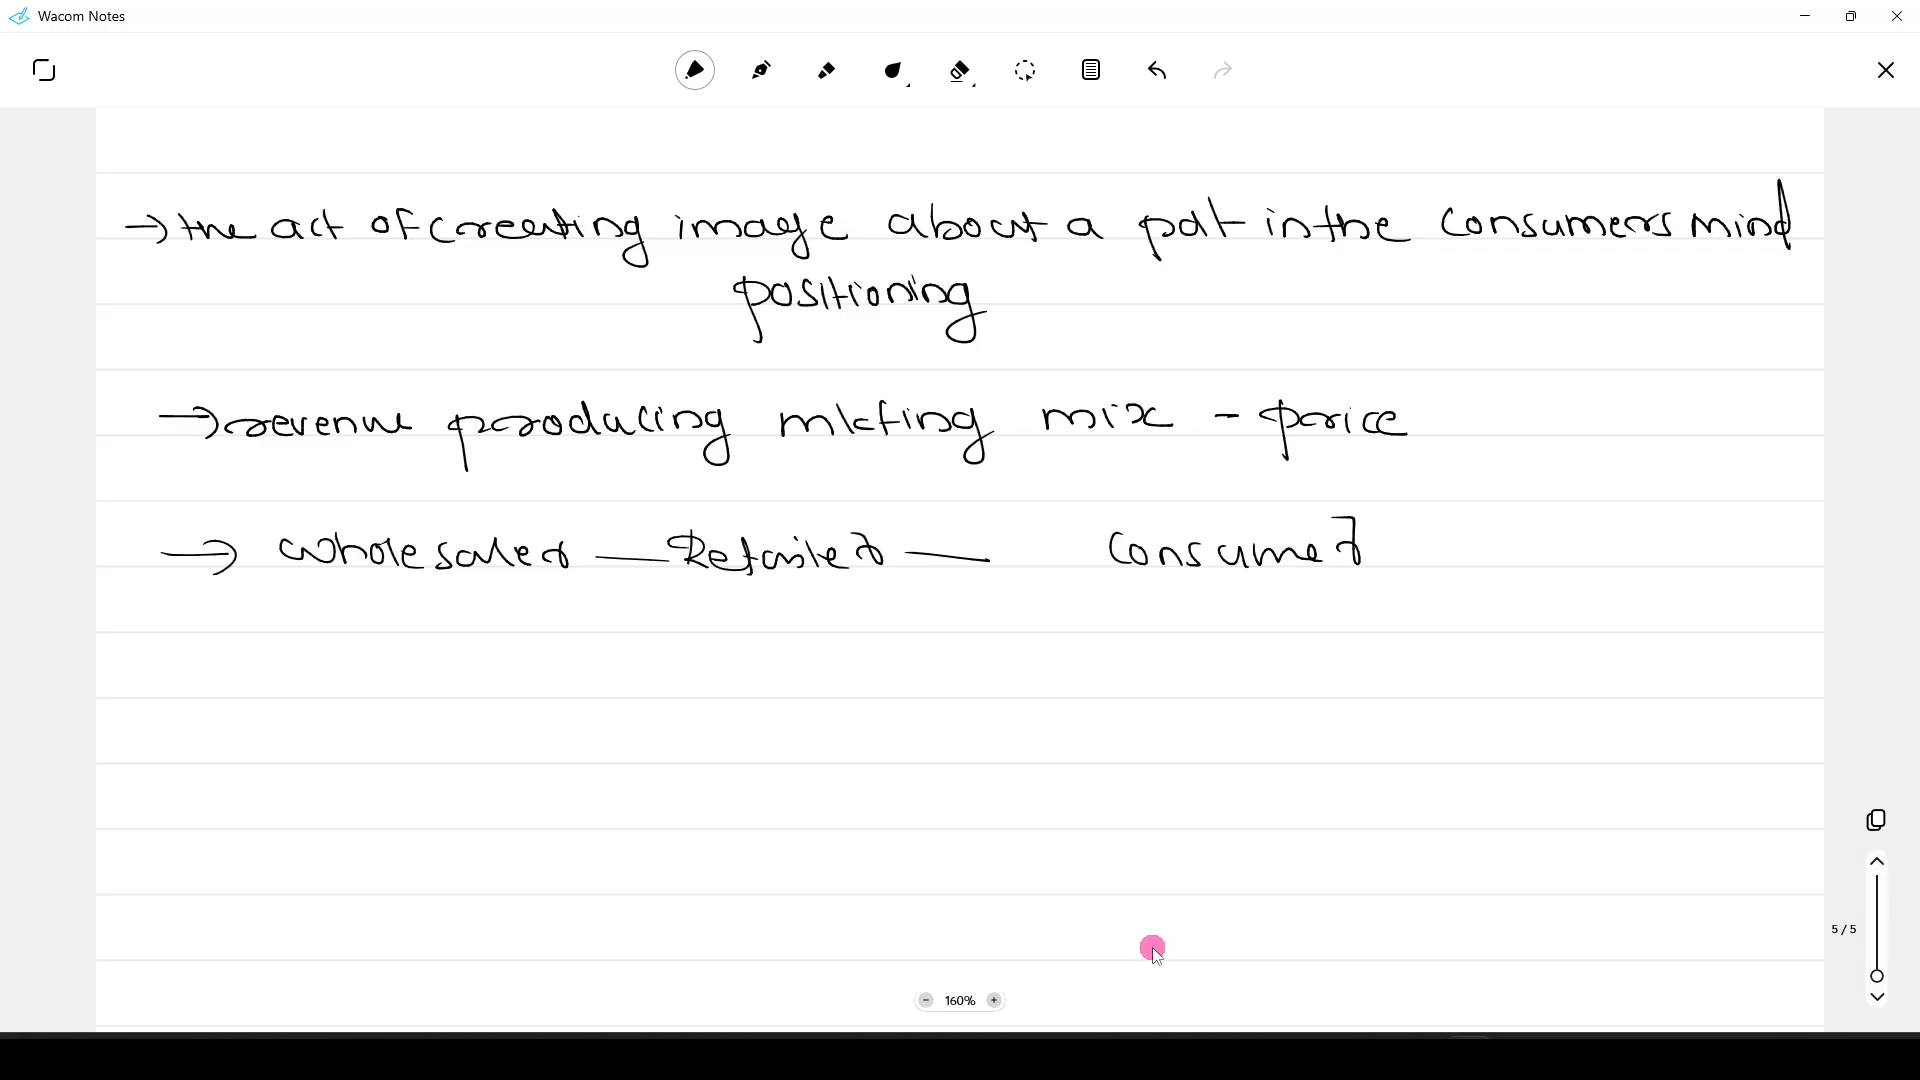 Wacom Notes
→ the act of creating image about a pdt in the consumers mind
positioning
→ revenue producing mkting mix - price
→ wholesaler — Retailer — Consumer
5 / 5
160%